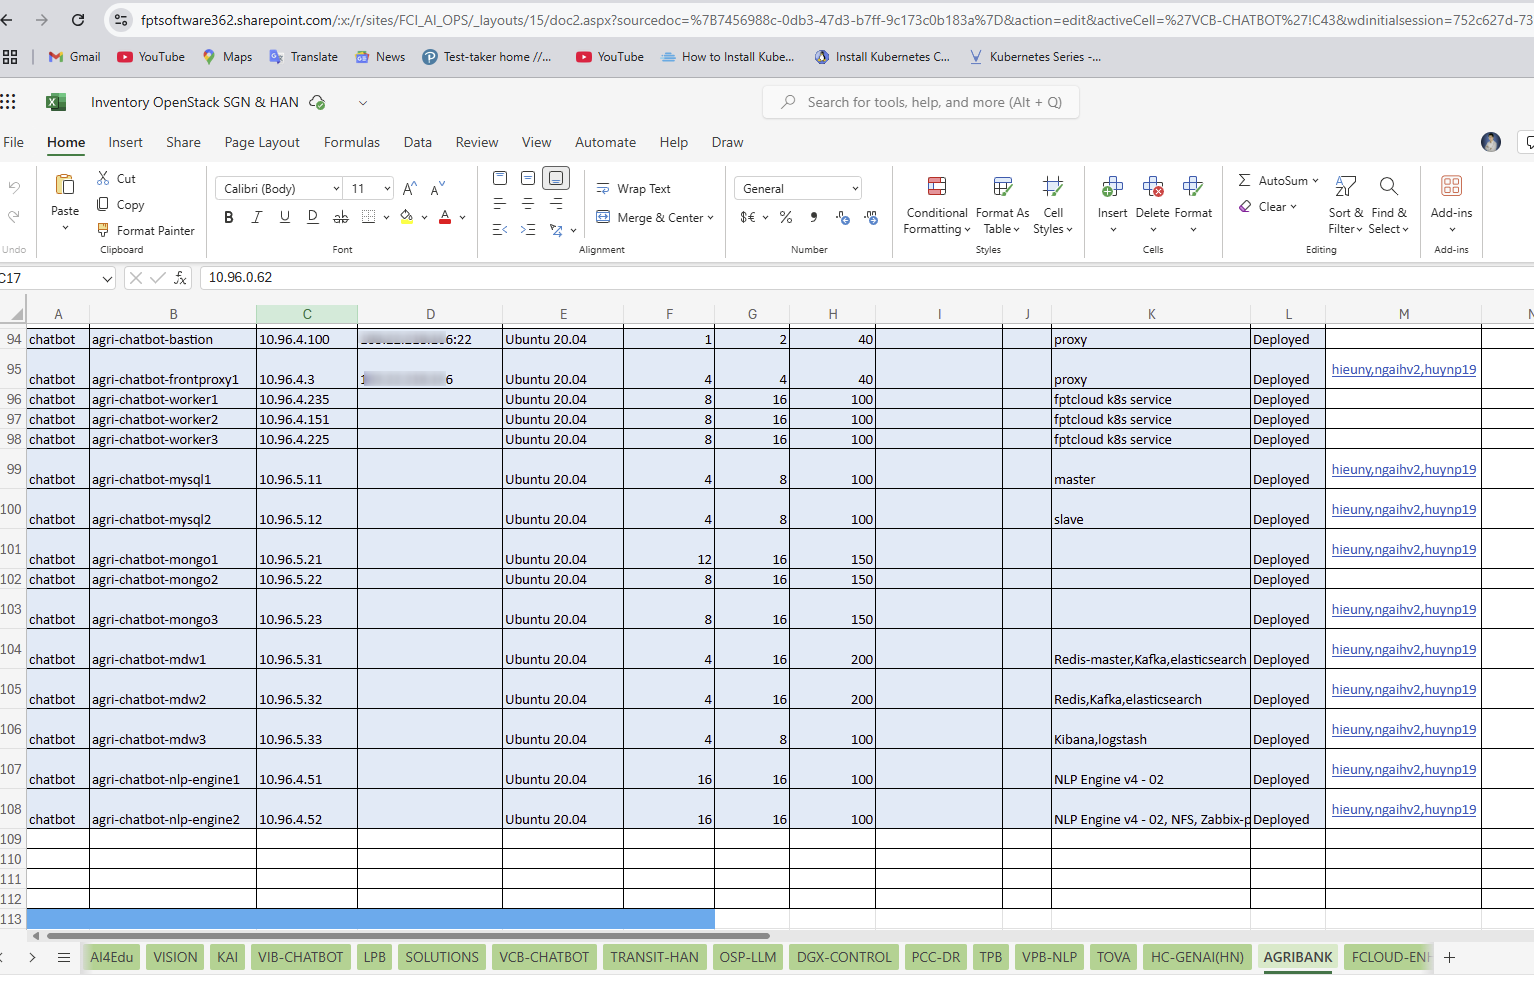 fptsoftware362.sharepoint.com/:x:/r/sites/FCI_AI_OPS/_layouts/15/doc2.aspx?sourcedoc=%7B7456988c-0db3-47d3-b7ff-9c173c0b183a%7D&action=edit&activeCell=%27VCB-CHATBOT%27!C43&wdinitialsession=752c627d-73
Gmail YouTube Maps Translate News Test-taker home //... YouTube How to Install Kube... Install Kubernetes C... Kubernetes Series -...
Inventory OpenStack SGN & HAN Search for tools, help, and more (Alt + Q)
File Home Insert Share Page Layout Formulas Data Review View Automate Help Draw
Cut
Calibri (Body) 11 Wrap Text General AutoSum
Paste Copy Merge & Center Conditional Formatting Format As Table Cell Styles Insert Delete Format Clear Sort & Filter Find & Select Add-ins
Format Painter
Undo Clipboard Font Alignment Number Styles Cells Editing Add-ins
C17 10.96.0.62
A B C D E F G H I J K L M N
94 chatbot agri-chatbot-bastion 10.96.4.100 6:22 Ubuntu 20.04 1 2 40 proxy Deployed
95 chatbot agri-chatbot-frontproxy1 10.96.4.3 1 6 Ubuntu 20.04 4 4 40 proxy Deployed hieuny,ngaihv2,huynp19
96 chatbot agri-chatbot-worker1 10.96.4.235 Ubuntu 20.04 8 16 100 fptcloud k8s service Deployed
97 chatbot agri-chatbot-worker2 10.96.4.151 Ubuntu 20.04 8 16 100 fptcloud k8s service Deployed
98 chatbot agri-chatbot-worker3 10.96.4.225 Ubuntu 20.04 8 16 100 fptcloud k8s service Deployed
99 chatbot agri-chatbot-mysql1 10.96.5.11 Ubuntu 20.04 4 8 100 master Deployed hieuny,ngaihv2,huynp19
100 chatbot agri-chatbot-mysql2 10.96.5.12 Ubuntu 20.04 4 8 100 slave Deployed hieuny,ngaihv2,huynp19
101 chatbot agri-chatbot-mongo1 10.96.5.21 Ubuntu 20.04 12 16 150 Deployed hieuny,ngaihv2,huynp19
102 chatbot agri-chatbot-mongo2 10.96.5.22 Ubuntu 20.04 8 16 150 Deployed
103 chatbot agri-chatbot-mongo3 10.96.5.23 Ubuntu 20.04 8 16 150 Deployed hieuny,ngaihv2,huynp19
104 chatbot agri-chatbot-mdw1 10.96.5.31 Ubuntu 20.04 4 16 200 Redis-master,Kafka,elasticsearch Deployed hieuny,ngaihv2,huynp19
105 chatbot agri-chatbot-mdw2 10.96.5.32 Ubuntu 20.04 4 16 200 Redis,Kafka,elasticsearch Deployed hieuny,ngaihv2,huynp19
106 chatbot agri-chatbot-mdw3 10.96.5.33 Ubuntu 20.04 4 8 100 Kibana,logstash Deployed hieuny,ngaihv2,huynp19
107 chatbot agri-chatbot-nlp-engine1 10.96.4.51 Ubuntu 20.04 16 16 100 NLP Engine v4 - 02 Deployed hieuny,ngaihv2,huynp19
108 chatbot agri-chatbot-nlp-engine2 10.96.4.52 Ubuntu 20.04 16 16 100 NLP Engine v4 - 02, NFS, Zabbix-p Deployed hieuny,ngaihv2,huynp19
109
110
111
112
113
AI4Edu VISION KAI VIB-CHATBOT LPB SOLUTIONS VCB-CHATBOT TRANSIT-HAN OSP-LLM DGX-CONTROL PCC-DR TPB VPB-NLP TOVA HC-GENAI(HN) AGRIBANK FCLOUD-ENH